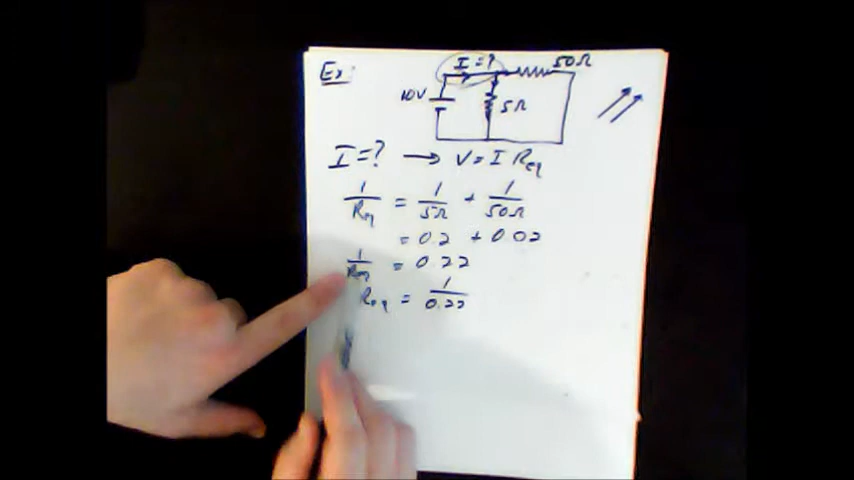 Ex:
I=?
50Ω
10V
5Ω
I=? → V = I Req
1/Req = 1/5Ω + 1/50Ω
= 0.2 + 0.02
1/Req = 0.22
Req = 1/0.22